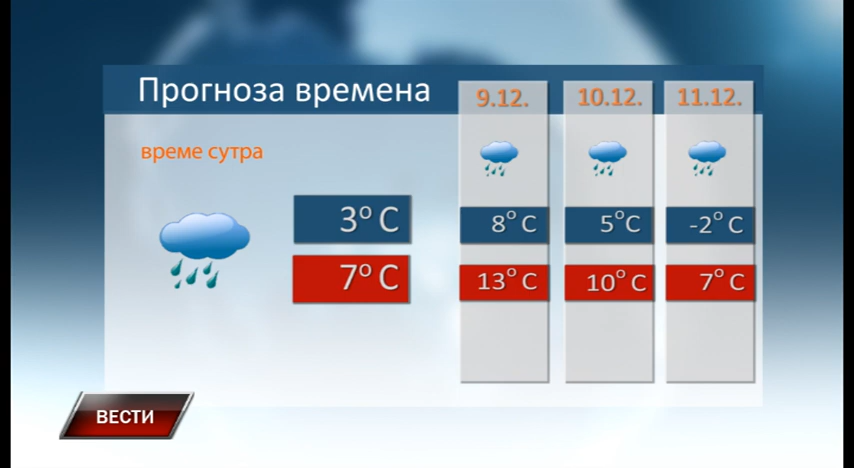 Прогноза времена
време сутра
3° C
7° C
9.12. 10.12. 11.12.
8° C 5°C -2° C
13° C 10° C 7° C
ВЕСТИ